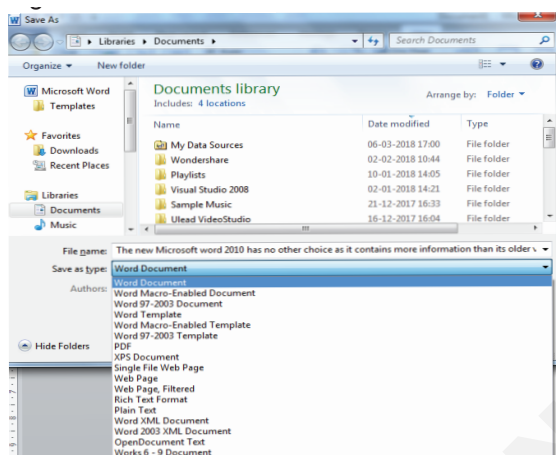 Save As
Libraries Documents
Search Documents
Organize New folder
Microsoft Word
Templates
Favorites
Downloads
Recent Places
Libraries
Documents
Music
Documents library
Includes: 4 locations
Arrange by: Folder
Name Date modified Type
My Data Sources 06-03-2018 17:00 File folder
Wondershare 02-02-2018 10:44 File folder
Playlists 10-01-2018 14:05 File folder
Visual Studio 2008 02-01-2018 14:21 File folder
Sample Music 21-12-2017 16:33 File folder
Ulead VideoStudio 16-12-2017 16:04 File folder
File name: The new Microsoft word 2010 has no other choice as it contains more information than its older
Save as type: Word Document
Authors:
Word Document
Word Macro-Enabled Document
Word 97-2003 Document
Word Template
Word Macro-Enabled Template
Word 97-2003 Template
PDF
XPS Document
Single File Web Page
Web Page
Web Page, Filtered
Rich Text Format
Plain Text
Word XML Document
Word 2003 XML Document
OpenDocument Text
Works 6 - 9 Document
Hide Folders